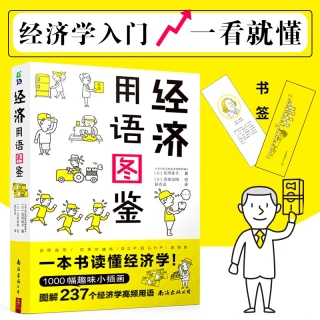 经济学入门
一看就懂
书签
经济
用语图鉴
经济用语图鉴
一本书读懂经济学！
1000幅趣味小插画
图解237个经济学高频用语
南海出版公司